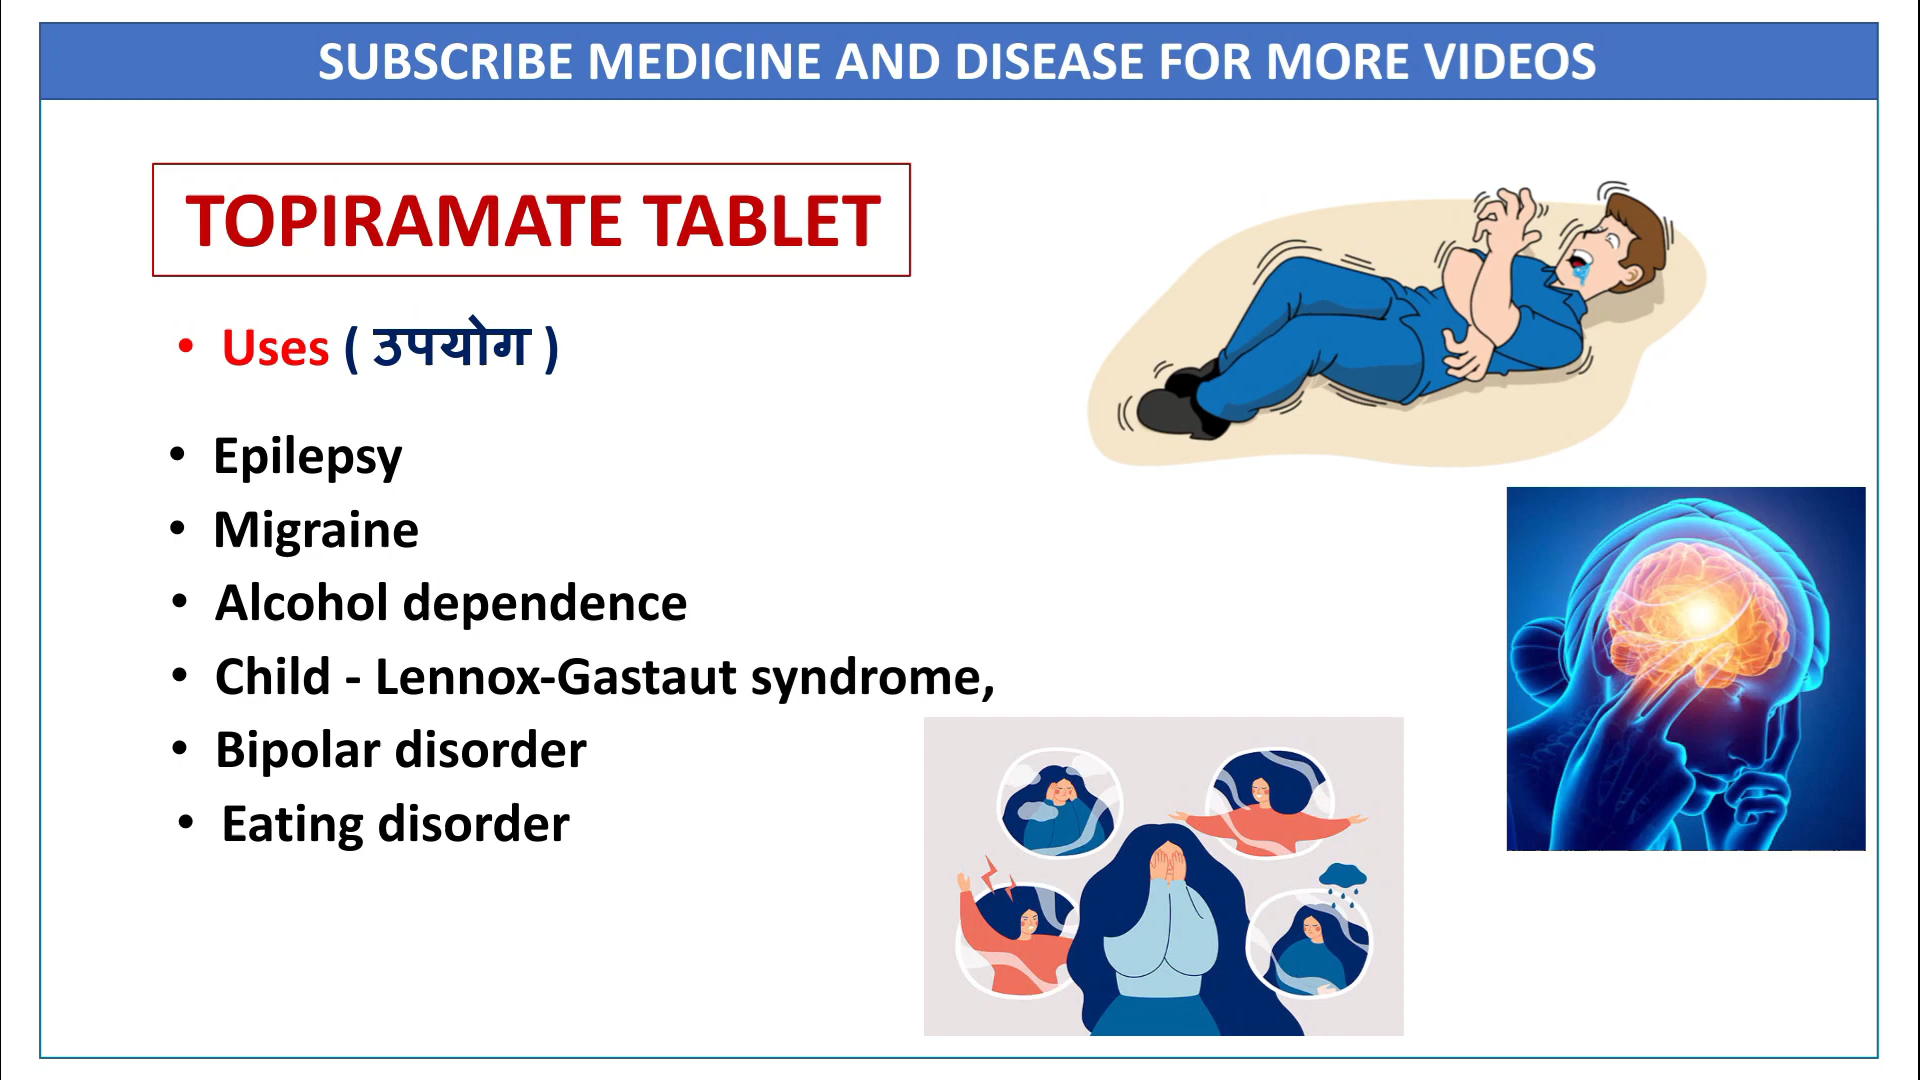 SUBSCRIBE MEDICINE AND DISEASE FOR MORE VIDEOS
TOPIRAMATE TABLET
• Uses ( उपयोग )
• Epilepsy
• Migraine
• Alcohol dependence
• Child - Lennox-Gastaut syndrome,
• Bipolar disorder
• Eating disorder